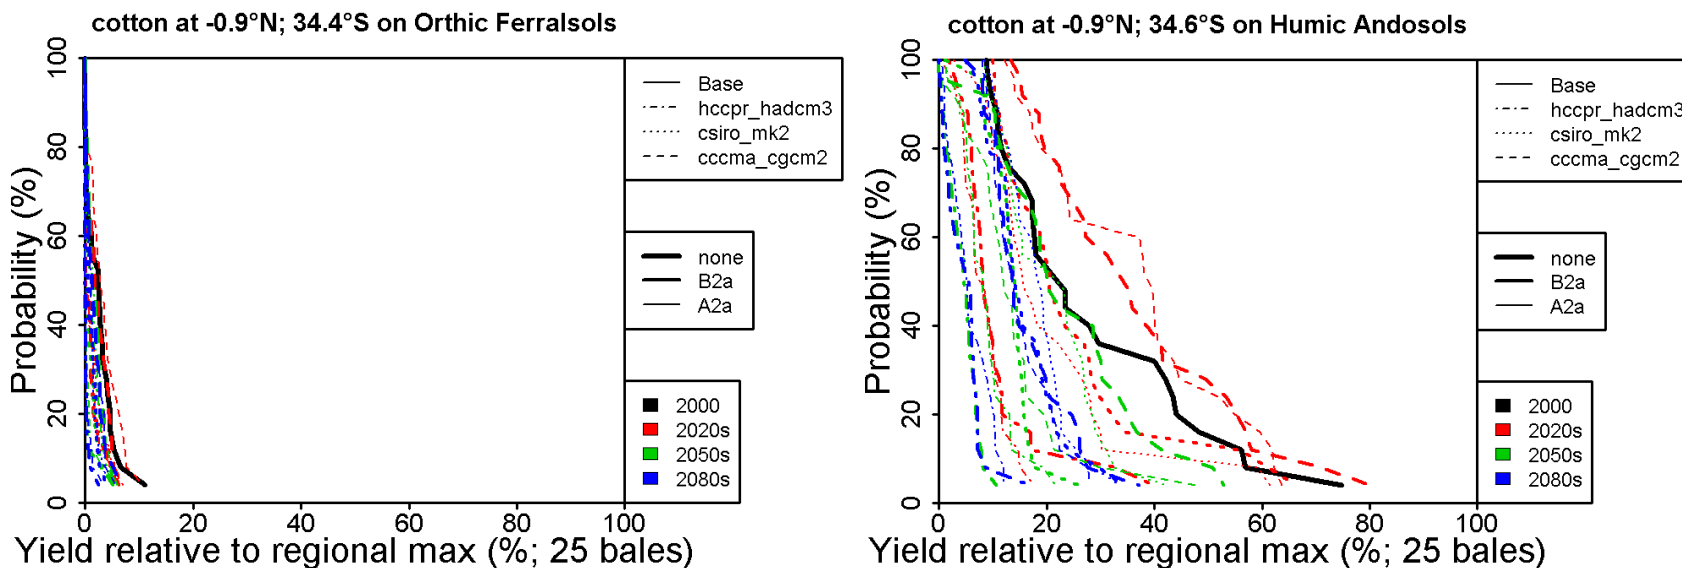 cotton at -0.9°N; 34.4°S on Orthic Ferralsols
Probability (%)
0 20 40 60 80 100
0 20 40 60 80 100
Yield relative to regional max (%; 25 bales)
Base
hccpr_hadcm3
csiro_mk2
cccma_cgcm2
none
B2a
A2a
2000
2020s
2050s
2080s
cotton at -0.9°N; 34.6°S on Humic Andosols
Probability (%)
0 20 40 60 80 100
0 20 40 60 80 100
Yield relative to regional max (%; 25 bales)
Base
hccpr_hadcm3
csiro_mk2
cccma_cgcm2
none
B2a
A2a
2000
2020s
2050s
2080s